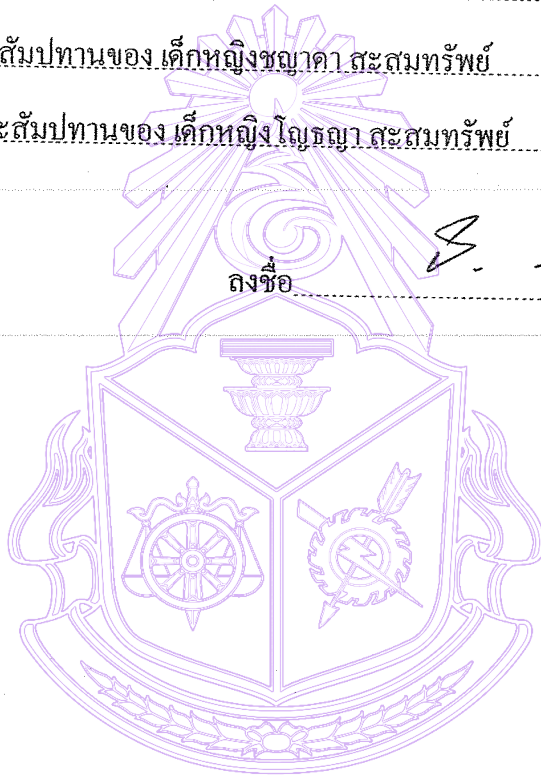 สัมปทานของ เด็กหญิงชญาดา สะสมทรัพย์
ะสัมปทานของ เด็กหญิงโญธญา สะสมทรัพย์
ลงชื่อ